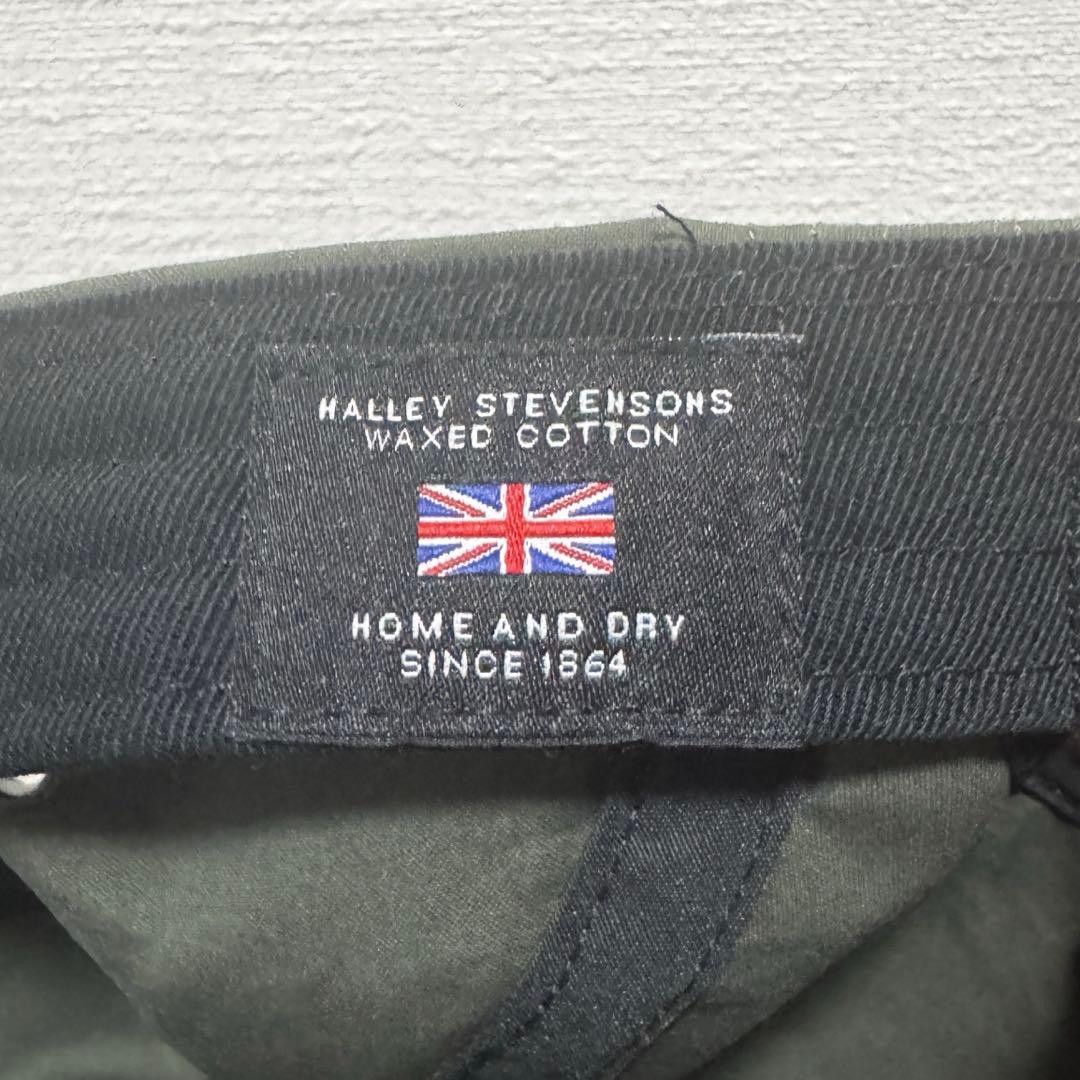 HALLEY STEVENSONS
WAXED COTTON
HOME AND DRY
SINCE 1864